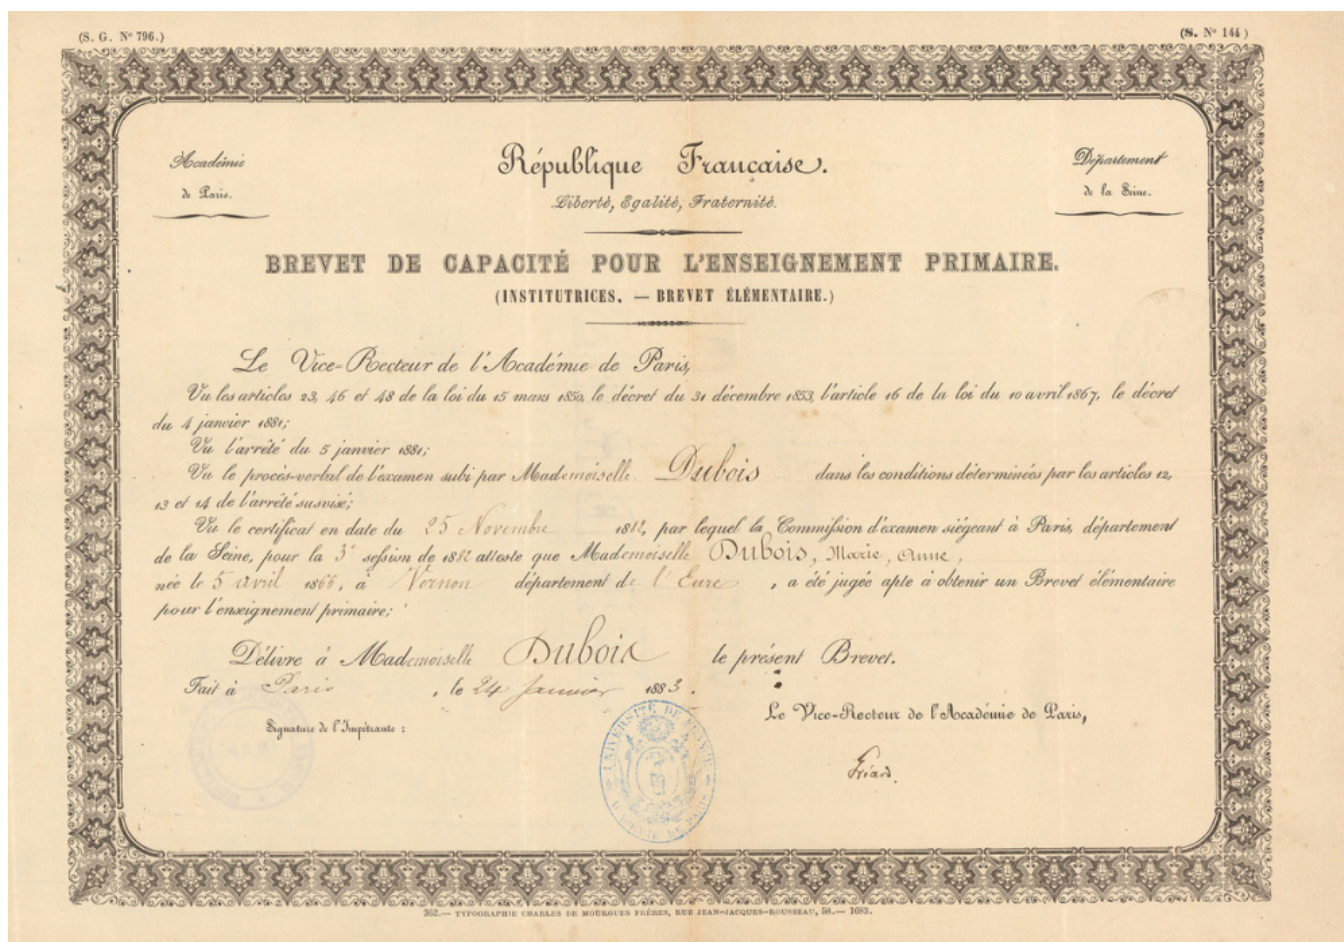 (S. G. Nº 796.)
(S. Nº 144)
Académie
de Paris.
République Française.
Liberté, Egalité, Fraternité.
Département
de la Seine.
BREVET DE CAPACITÉ POUR L'ENSEIGNEMENT PRIMAIRE.
(INSTITUTRICES. — BREVET ÉLÉMENTAIRE.)
Le Vice-Recteur de l'Académie de Paris,
Vu les articles 23, 46 et 48 de la loi du 15 mars 1850, le décret du 31 décembre 1853, l'article 16 de la loi du 10 avril 1867, le décret
du 4 janvier 1881;
Vu l'arrêté du 5 janvier 1881;
Vu le procès-verbal de l'examen subi par Mademoiselle Dubois dans les conditions déterminées par les articles 12,
13 et 14 de l'arrêté susvisé;
Vu le certificat en date du 25 Novembre 1882, par lequel la Commission d'examen siégeant à Paris, département
de la Seine, pour la 3e session de 1882 atteste que Mademoiselle Dubois, Marie, Anne,
née le 5 avril 1866, à Vernon département de l'Eure, a été jugée apte à obtenir un Brevet élémentaire
pour l'enseignement primaire;
Délivre à Mademoiselle Dubois le présent Brevet.
Fait à Paris, le 24 Janvier 1883.
Signature de l'Impétrante :
Le Vice-Recteur de l'Académie de Paris,
UNIVERSITÉ DE FRANCE
ACADÉMIE DE PARIS
362.— TYPOGRAPHIE CHARLES DE MOURGUES FRÈRES, RUE JEAN-JACQUES-ROUSSEAU, 58.— 1683.